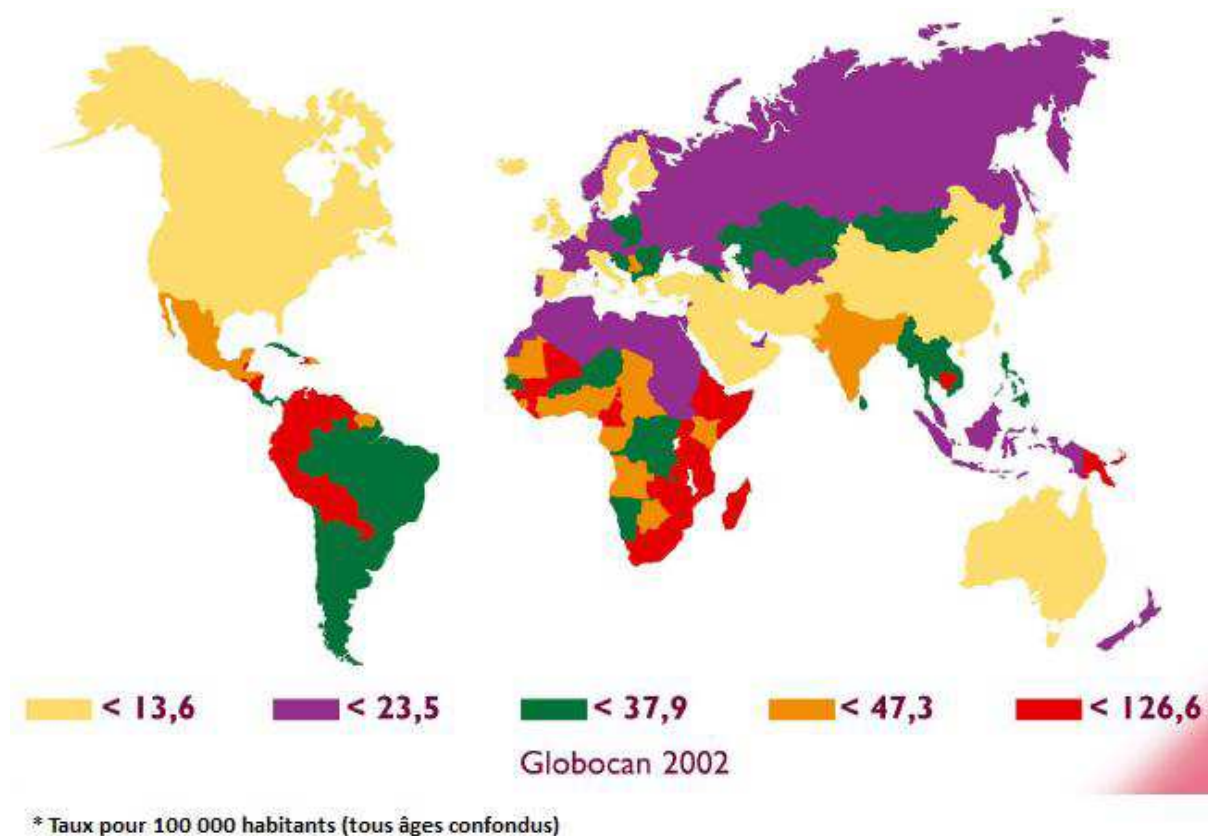 < 13,6 < 23,5 < 37,9 < 47,3 < 126,6
Globocan 2002
* Taux pour 100 000 habitants (tous âges confondus)